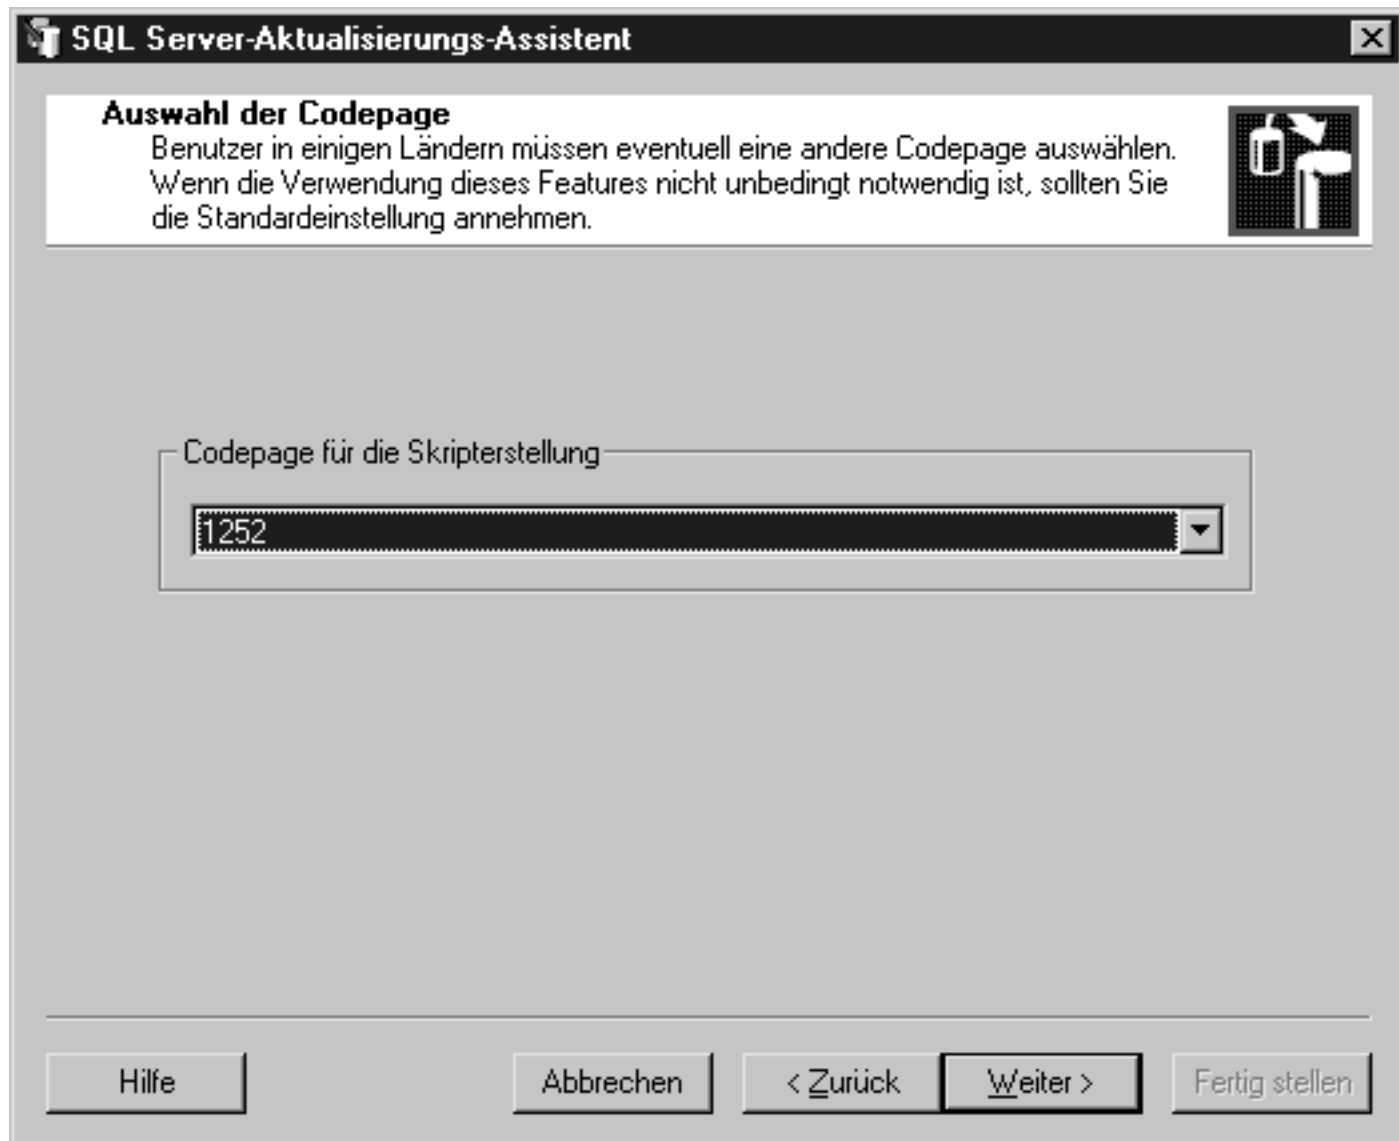 SQL Server-Aktualisierungs-Assistent
Auswahl der Codepage
Benutzer in einigen Ländern müssen eventuell eine andere Codepage auswählen.
Wenn die Verwendung dieses Features nicht unbedingt notwendig ist, sollten Sie
die Standardeinstellung annehmen.
Codepage für die Skripterstellung
1252
Hilfe
Abbrechen
< Zurück
Weiter >
Fertig stellen